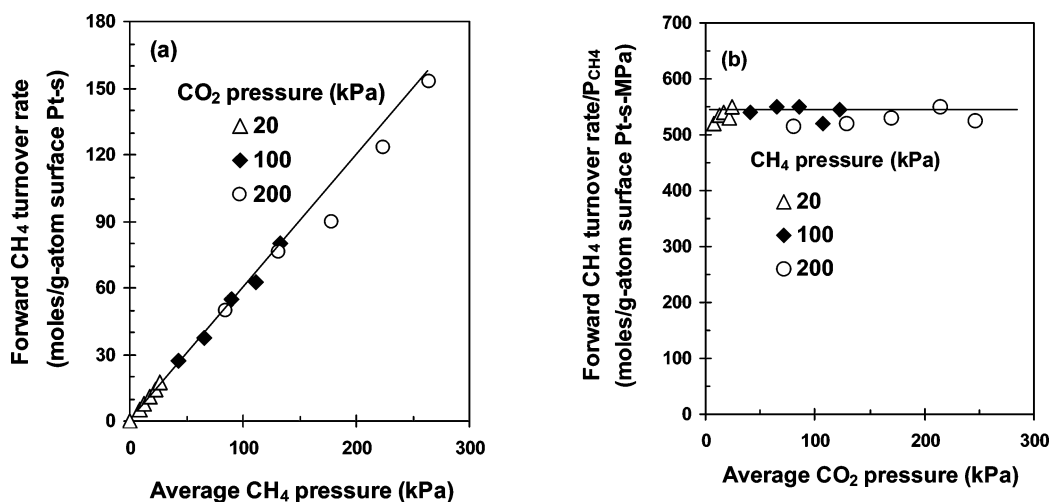 180
150
120
90
60
30
0
0
100
200
300
Forward CH₄ turnover rate
(moles/g-atom surface Pt-s)
Average CH₄ pressure (kPa)
(a)
CO₂ pressure (kPa)
20
100
200
700
600
500
400
300
200
100
0
0
100
200
300
Forward CH₄ turnover rate/P_CH4
(moles/g-atom surface Pt-s-MPa)
Average CO₂ pressure (kPa)
(b)
CH₄ pressure (kPa)
20
100
200